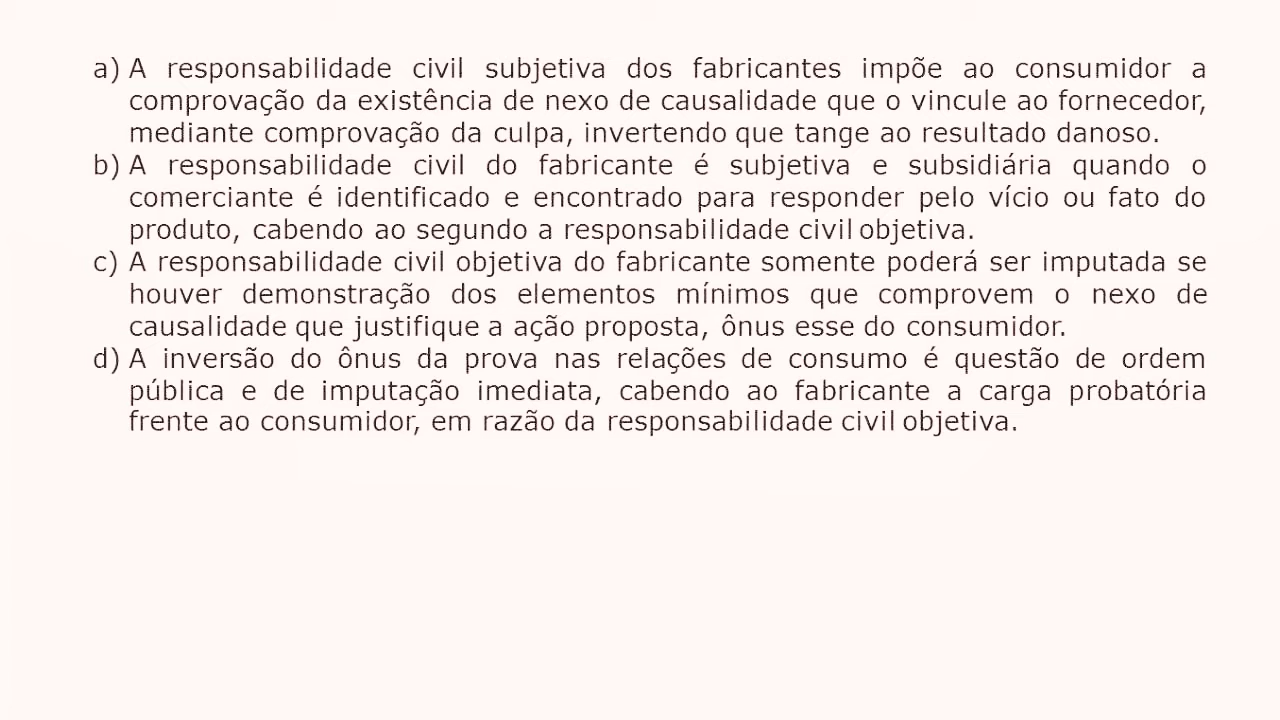 a) A responsabilidade civil subjetiva dos fabricantes impõe ao consumidor a
comprovação da existência de nexo de causalidade que o vincule ao fornecedor,
mediante comprovação da culpa, invertendo que tange ao resultado danoso.
b) A responsabilidade civil do fabricante é subjetiva e subsidiária quando o
comerciante é identificado e encontrado para responder pelo vício ou fato do
produto, cabendo ao segundo a responsabilidade civil objetiva.
c) A responsabilidade civil objetiva do fabricante somente poderá ser imputada se
houver demonstração dos elementos mínimos que comprovem o nexo de
causalidade que justifique a ação proposta, ônus esse do consumidor.
d) A inversão do ônus da prova nas relações de consumo é questão de ordem
pública e de imputação imediata, cabendo ao fabricante a carga probatória
frente ao consumidor, em razão da responsabilidade civil objetiva.